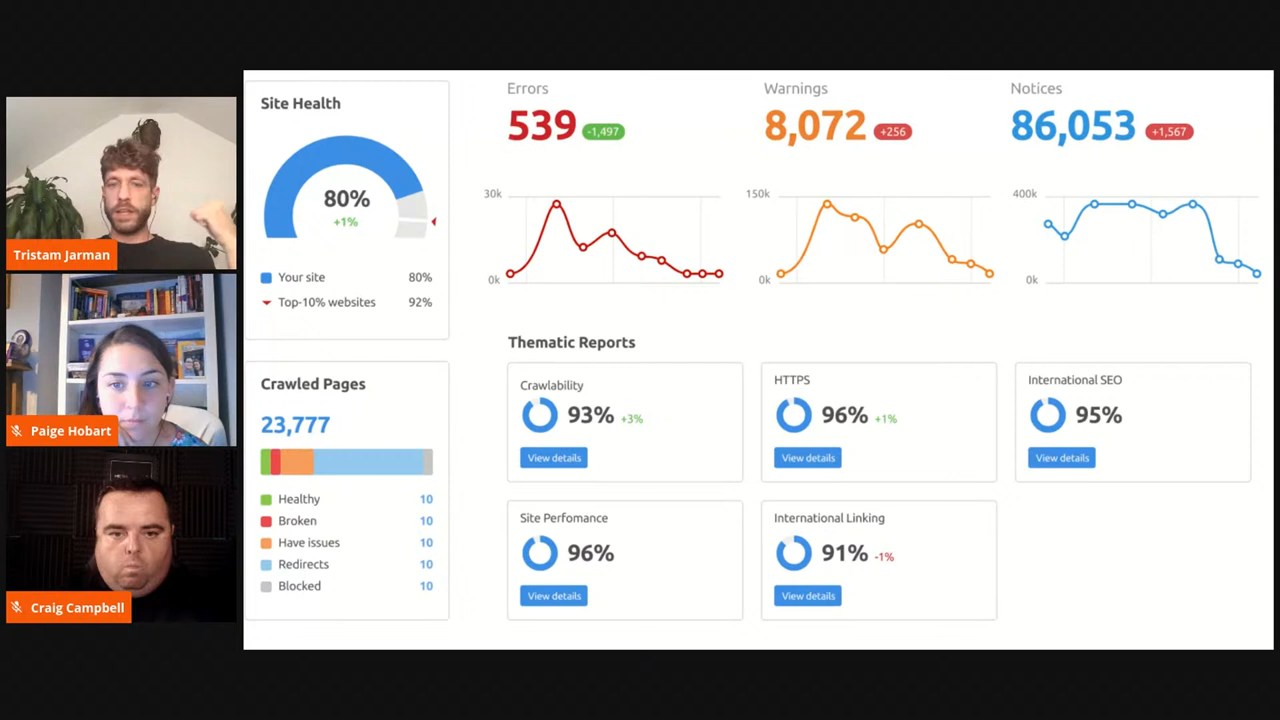 Tristam Jarman
Paige Hobart
Craig Campbell
Site Health
80%
+1%
Your site 80%
Top-10% websites 92%
Crawled Pages
23,777
Healthy 10
Broken 10
Have issues 10
Redirects 10
Blocked 10
Errors
539 -1,497
30k
0k
Warnings
8,072 +256
150k
0k
Notices
86,053 +1,567
400k
0k
Thematic Reports
Crawlability
93% +3%
View details
HTTPS
96% +1%
View details
International SEO
95%
View details
Site Perfomance
96%
View details
International Linking
91% -1%
View details